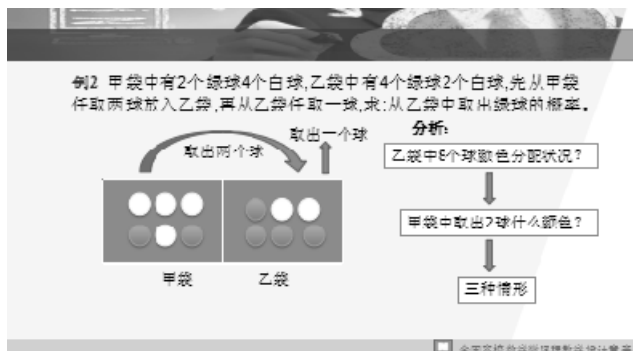 例2 甲袋中有2个绿球4个白球,乙袋中有4个绿球2个白球,先从甲袋
任取两球放入乙袋,再从乙袋任取一球,求:从乙袋中取出绿球的概率。
取出两个球
取出一个球
甲袋
乙袋
分析:
乙袋中8个球颜色分配状况？
甲袋中取出2球什么颜色？
三种情形